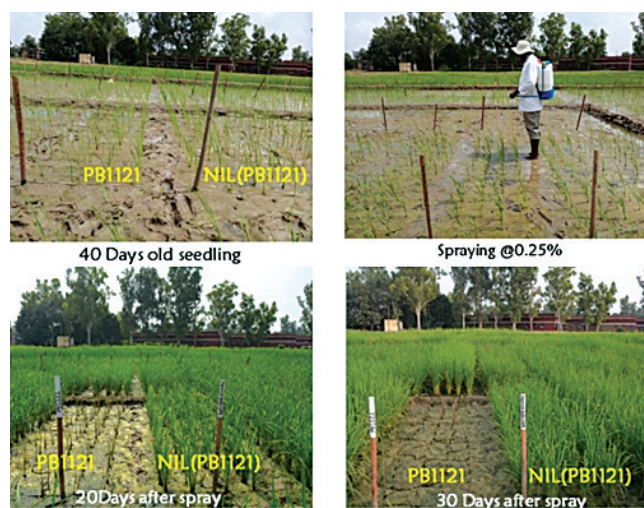 PB1121
NIL(PB1121)
40 Days old seedling
Spraying @0.25%
PB1121
NIL(PB1121)
20Days after spray
PB1121
NIL(PB1121)
30 Days after spray